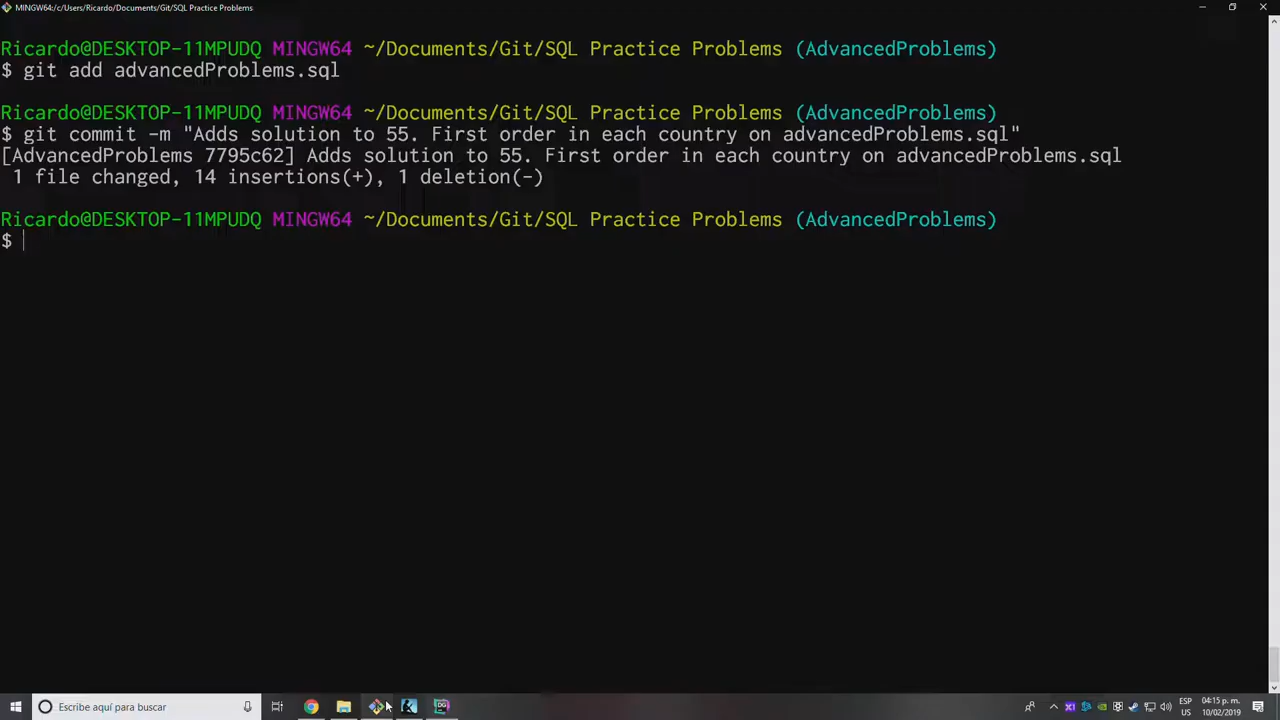 MINGW64:/c/Users/Ricardo/Documents/Git/SQL Practice Problems
Ricardo@DESKTOP-11MPUDQ MINGW64 ~/Documents/Git/SQL Practice Problems (AdvancedProblems)
$ git add advancedProblems.sql
Ricardo@DESKTOP-11MPUDQ MINGW64 ~/Documents/Git/SQL Practice Problems (AdvancedProblems)
$ git commit -m "Adds solution to 55. First order in each country on advancedProblems.sql"
[AdvancedProblems 7795c62] Adds solution to 55. First order in each country on advancedProblems.sql
1 file changed, 14 insertions(+), 1 deletion(-)
Ricardo@DESKTOP-11MPUDQ MINGW64 ~/Documents/Git/SQL Practice Problems (AdvancedProblems)
$
Escribe aquí para buscar
DG
ESP
04:15 p. m.
US
10/02/2019